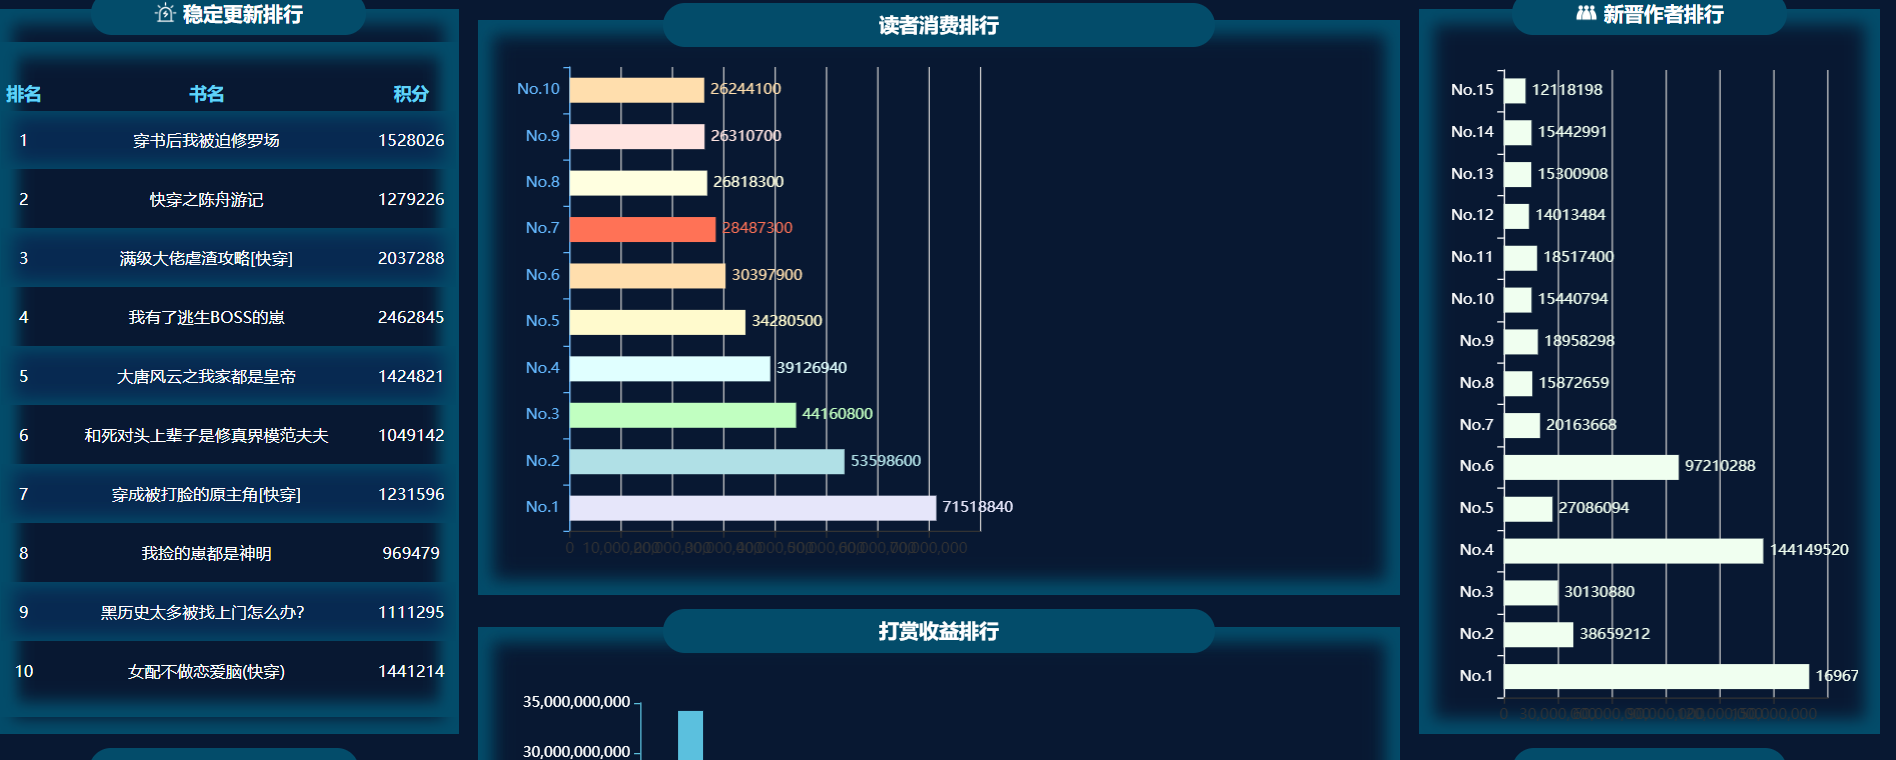 稳定更新排行
排名 书名 积分
1 穿书后我被迫修罗场 1528026
2 快穿之陈舟游记 1279226
3 满级大佬虐渣攻略[快穿] 2037288
4 我有了逃生BOSS的崽 2462845
5 大唐风云之我家都是皇帝 1424821
6 和死对头上辈子是修真界模范夫夫 1049142
7 穿成被打脸的原主角[快穿] 1231596
8 我捡的崽都是神明 969479
9 黑历史太多被找上门怎么办? 1111295
10 女配不做恋爱脑(快穿) 1441214
读者消费排行
No.10 26244100
No.9 26310700
No.8 26818300
No.7 28487300
No.6 30397900
No.5 34280500
No.4 39126940
No.3 44160800
No.2 53598600
No.1 71518840
0
打赏收益排行
35,000,000,000
30,000,000,000
新晋作者排行
No.15 12118198
No.14 15442991
No.13 15300908
No.12 14013484
No.11 18517400
No.10 15440794
No.9 18958298
No.8 15872659
No.7 20163668
No.6 97210288
No.5 27086094
No.4 144149520
No.3 30130880
No.2 38659212
No.1 16967
0